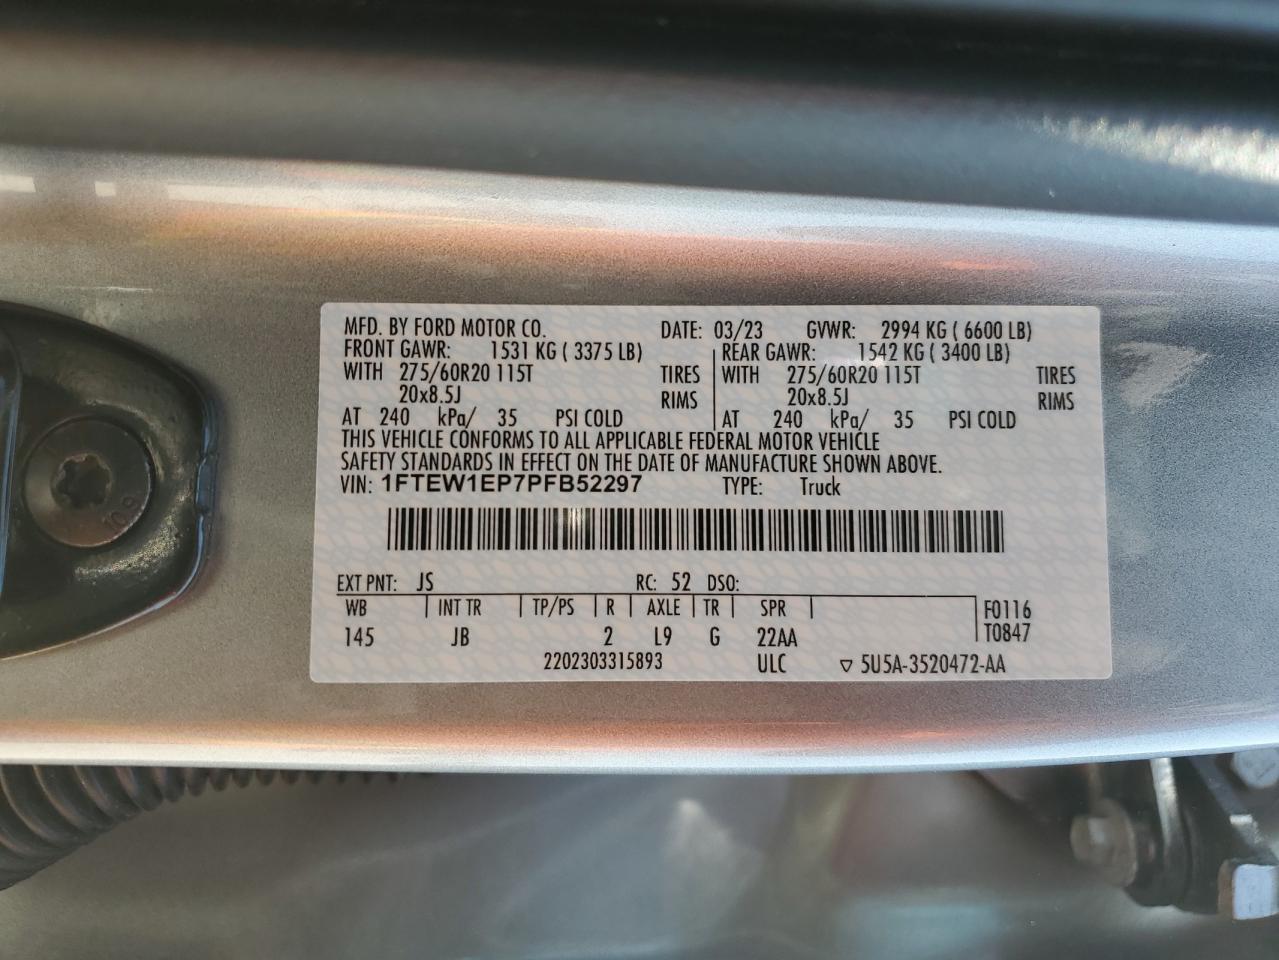 MFD. BY FORD MOTOR CO. DATE: 03/23 GVWR: 2994 KG ( 6600 LB)
FRONT GAWR: 1531 KG ( 3375 LB) REAR GAWR: 1542 KG ( 3400 LB)
WITH 275/60R20 115T TIRES WITH 275/60R20 115T TIRES
20x8.5J RIMS 20x8.5J RIMS
AT 240 kPa/ 35 PSI COLD AT 240 kPa/ 35 PSI COLD
THIS VEHICLE CONFORMS TO ALL APPLICABLE FEDERAL MOTOR VEHICLE
SAFETY STANDARDS IN EFFECT ON THE DATE OF MANUFACTURE SHOWN ABOVE.
VIN: 1FTEW1EP7PFB52297 TYPE: Truck
EXT PNT: JS RC: 52 DSO:
WB INT TR TP/PS R AXLE TR SPR F0116
145 JB 2 L9 G 22AA T0847
2202303315893 ULC ▽ 5U5A-3520472-AA
10.9